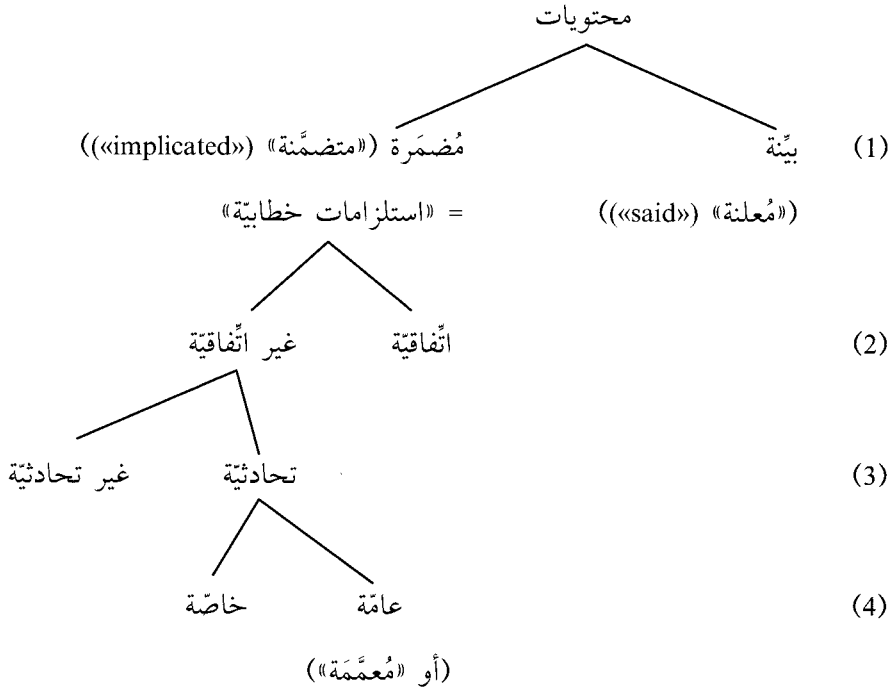 محتويات
(1) بيِّنة مُضمَرة («متضمَّنة» («implicated»))
(«مُعلنة» («said»)) = «استلزامات خطابيّة»
(2) اتِّفاقيّة غير اتِّفاقيّة
(3) تحادثيّة غير تحادثيّة
(4) عامّة خاصّة
(أو «مُعمَّمَة»)